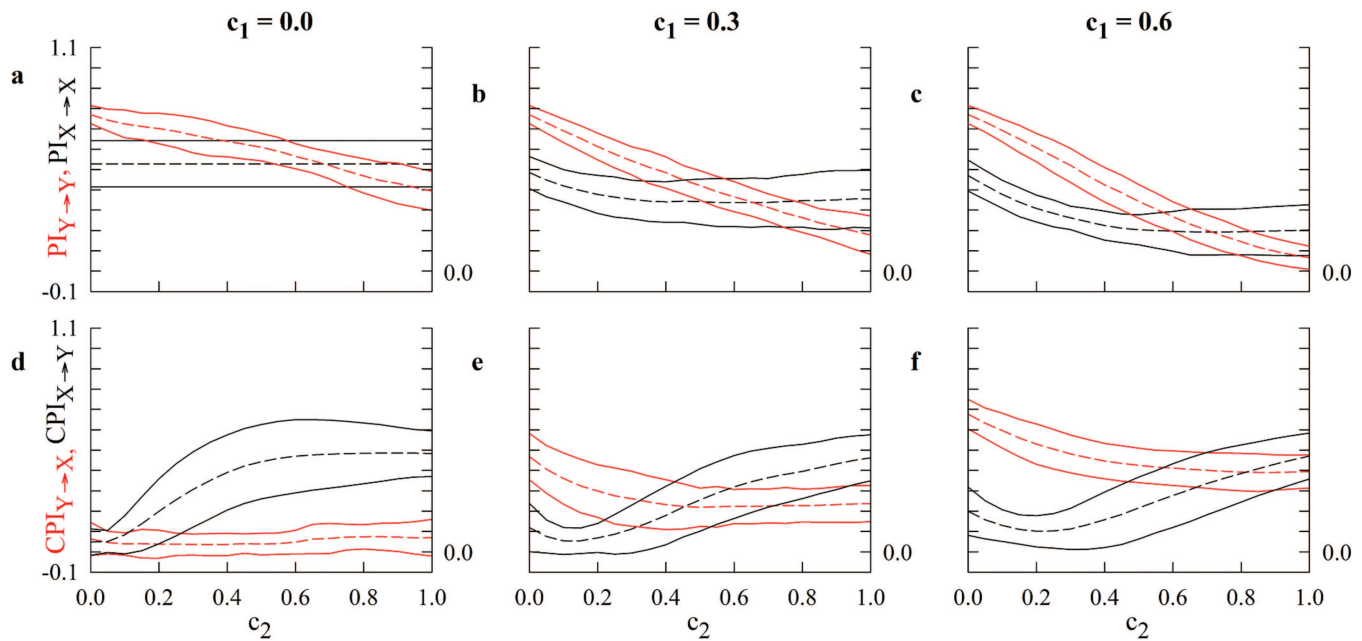 c1 = 0.0 c1 = 0.3 c1 = 0.6
a b c
PIY→Y, PIX→X
1.1
-0.1
0.0 0.0 0.0
d e f
CPIY→X, CPIX→Y
1.1
-0.1
0.0 0.0 0.0
0.0 0.2 0.4 0.6 0.8 1.0 0.0 0.2 0.4 0.6 0.8 1.0 0.0 0.2 0.4 0.6 0.8 1.0
c2 c2 c2